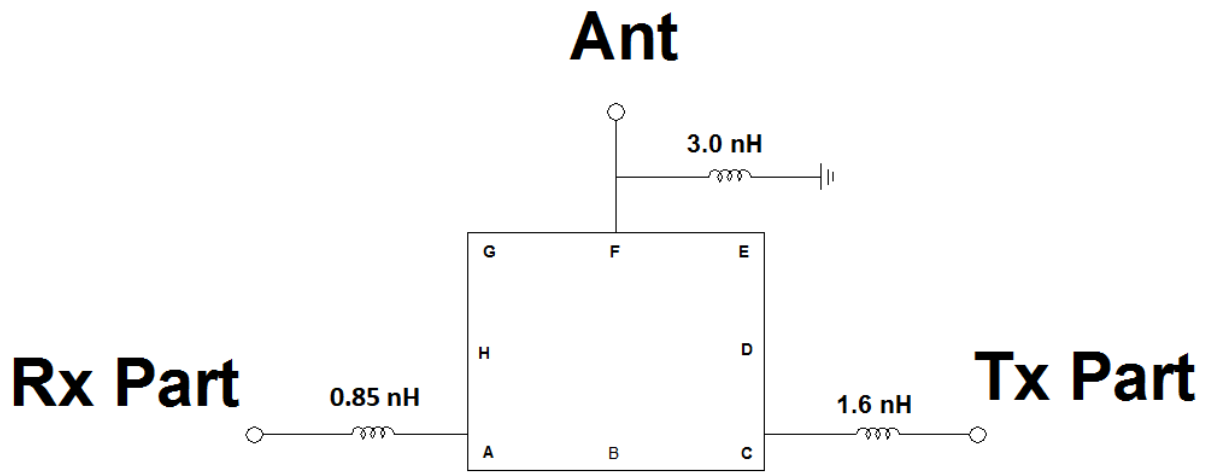 Ant
3.0 nH
G F E
H D
Rx Part 0.85 nH 1.6 nH Tx Part
A B C